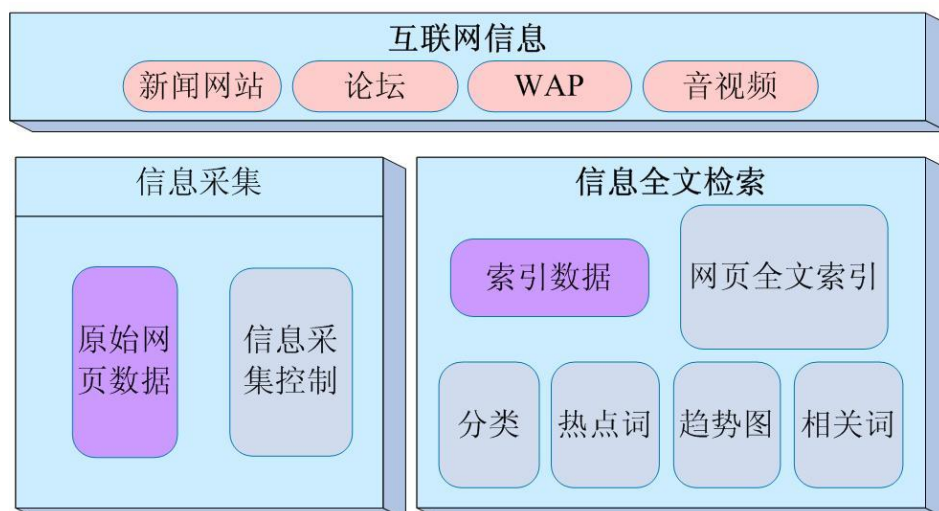 互联网信息
新闻网站 论坛 WAP 音视频
信息采集
原始网
页数据
信息采
集控制
信息全文检索
索引数据
网页全文索引
分类 热点词 趋势图 相关词